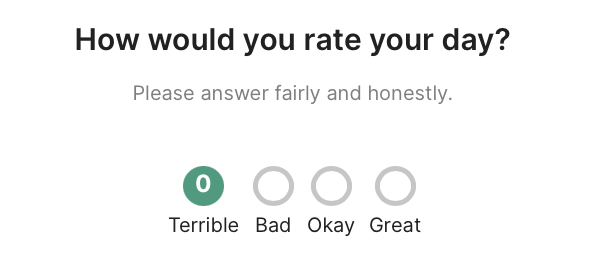 How would you rate your day?
Please answer fairly and honestly.
0
Terrible Bad Okay Great